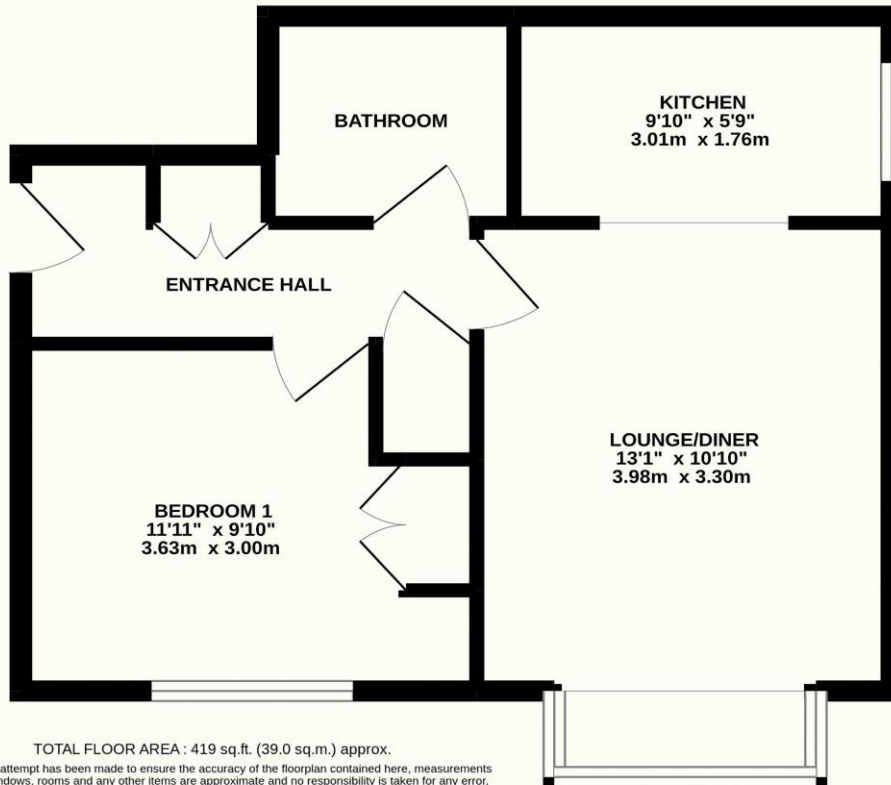 BATHROOM
KITCHEN
9'10" x 5'9"
3.01m x 1.76m
ENTRANCE HALL
LOUNGE/DINER
13'1" x 10'10"
3.98m x 3.30m
BEDROOM 1
11'11" x 9'10"
3.63m x 3.00m
TOTAL FLOOR AREA : 419 sq.ft. (39.0 sq.m.) approx.
attempt has been made to ensure the accuracy of the floorplan contained here, measurements
ndows, rooms and any other items are approximate and no responsibility is taken for any error,